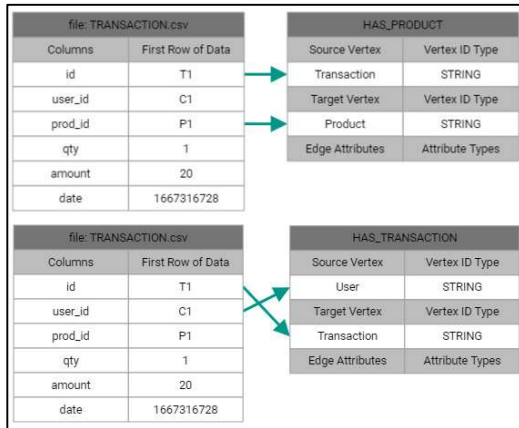 file: TRANSACTION.csv
Columns First Row of Data
id T1
user_id C1
prod_id P1
qty 1
amount 20
date 1667316728
HAS_PRODUCT
Source Vertex Vertex ID Type
Transaction STRING
Target Vertex Vertex ID Type
Product STRING
Edge Attributes Attribute Types
file: TRANSACTION.csv
Columns First Row of Data
id T1
user_id C1
prod_id P1
qty 1
amount 20
date 1667316728
HAS_TRANSACTION
Source Vertex Vertex ID Type
User STRING
Target Vertex Vertex ID Type
Transaction STRING
Edge Attributes Attribute Types